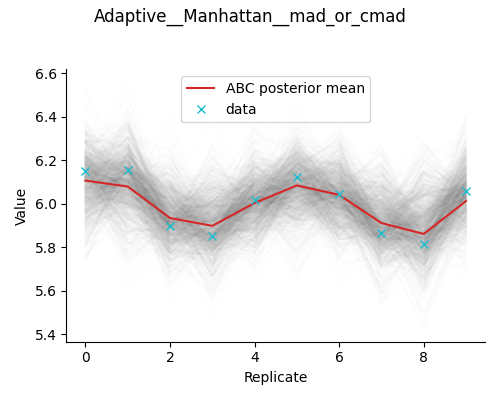 Adaptive__Manhattan__mad_or_cmad
6.6
6.4
6.2
6.0
5.8
5.6
5.4
Value
ABC posterior mean
data
0
2
4
6
8
Replicate